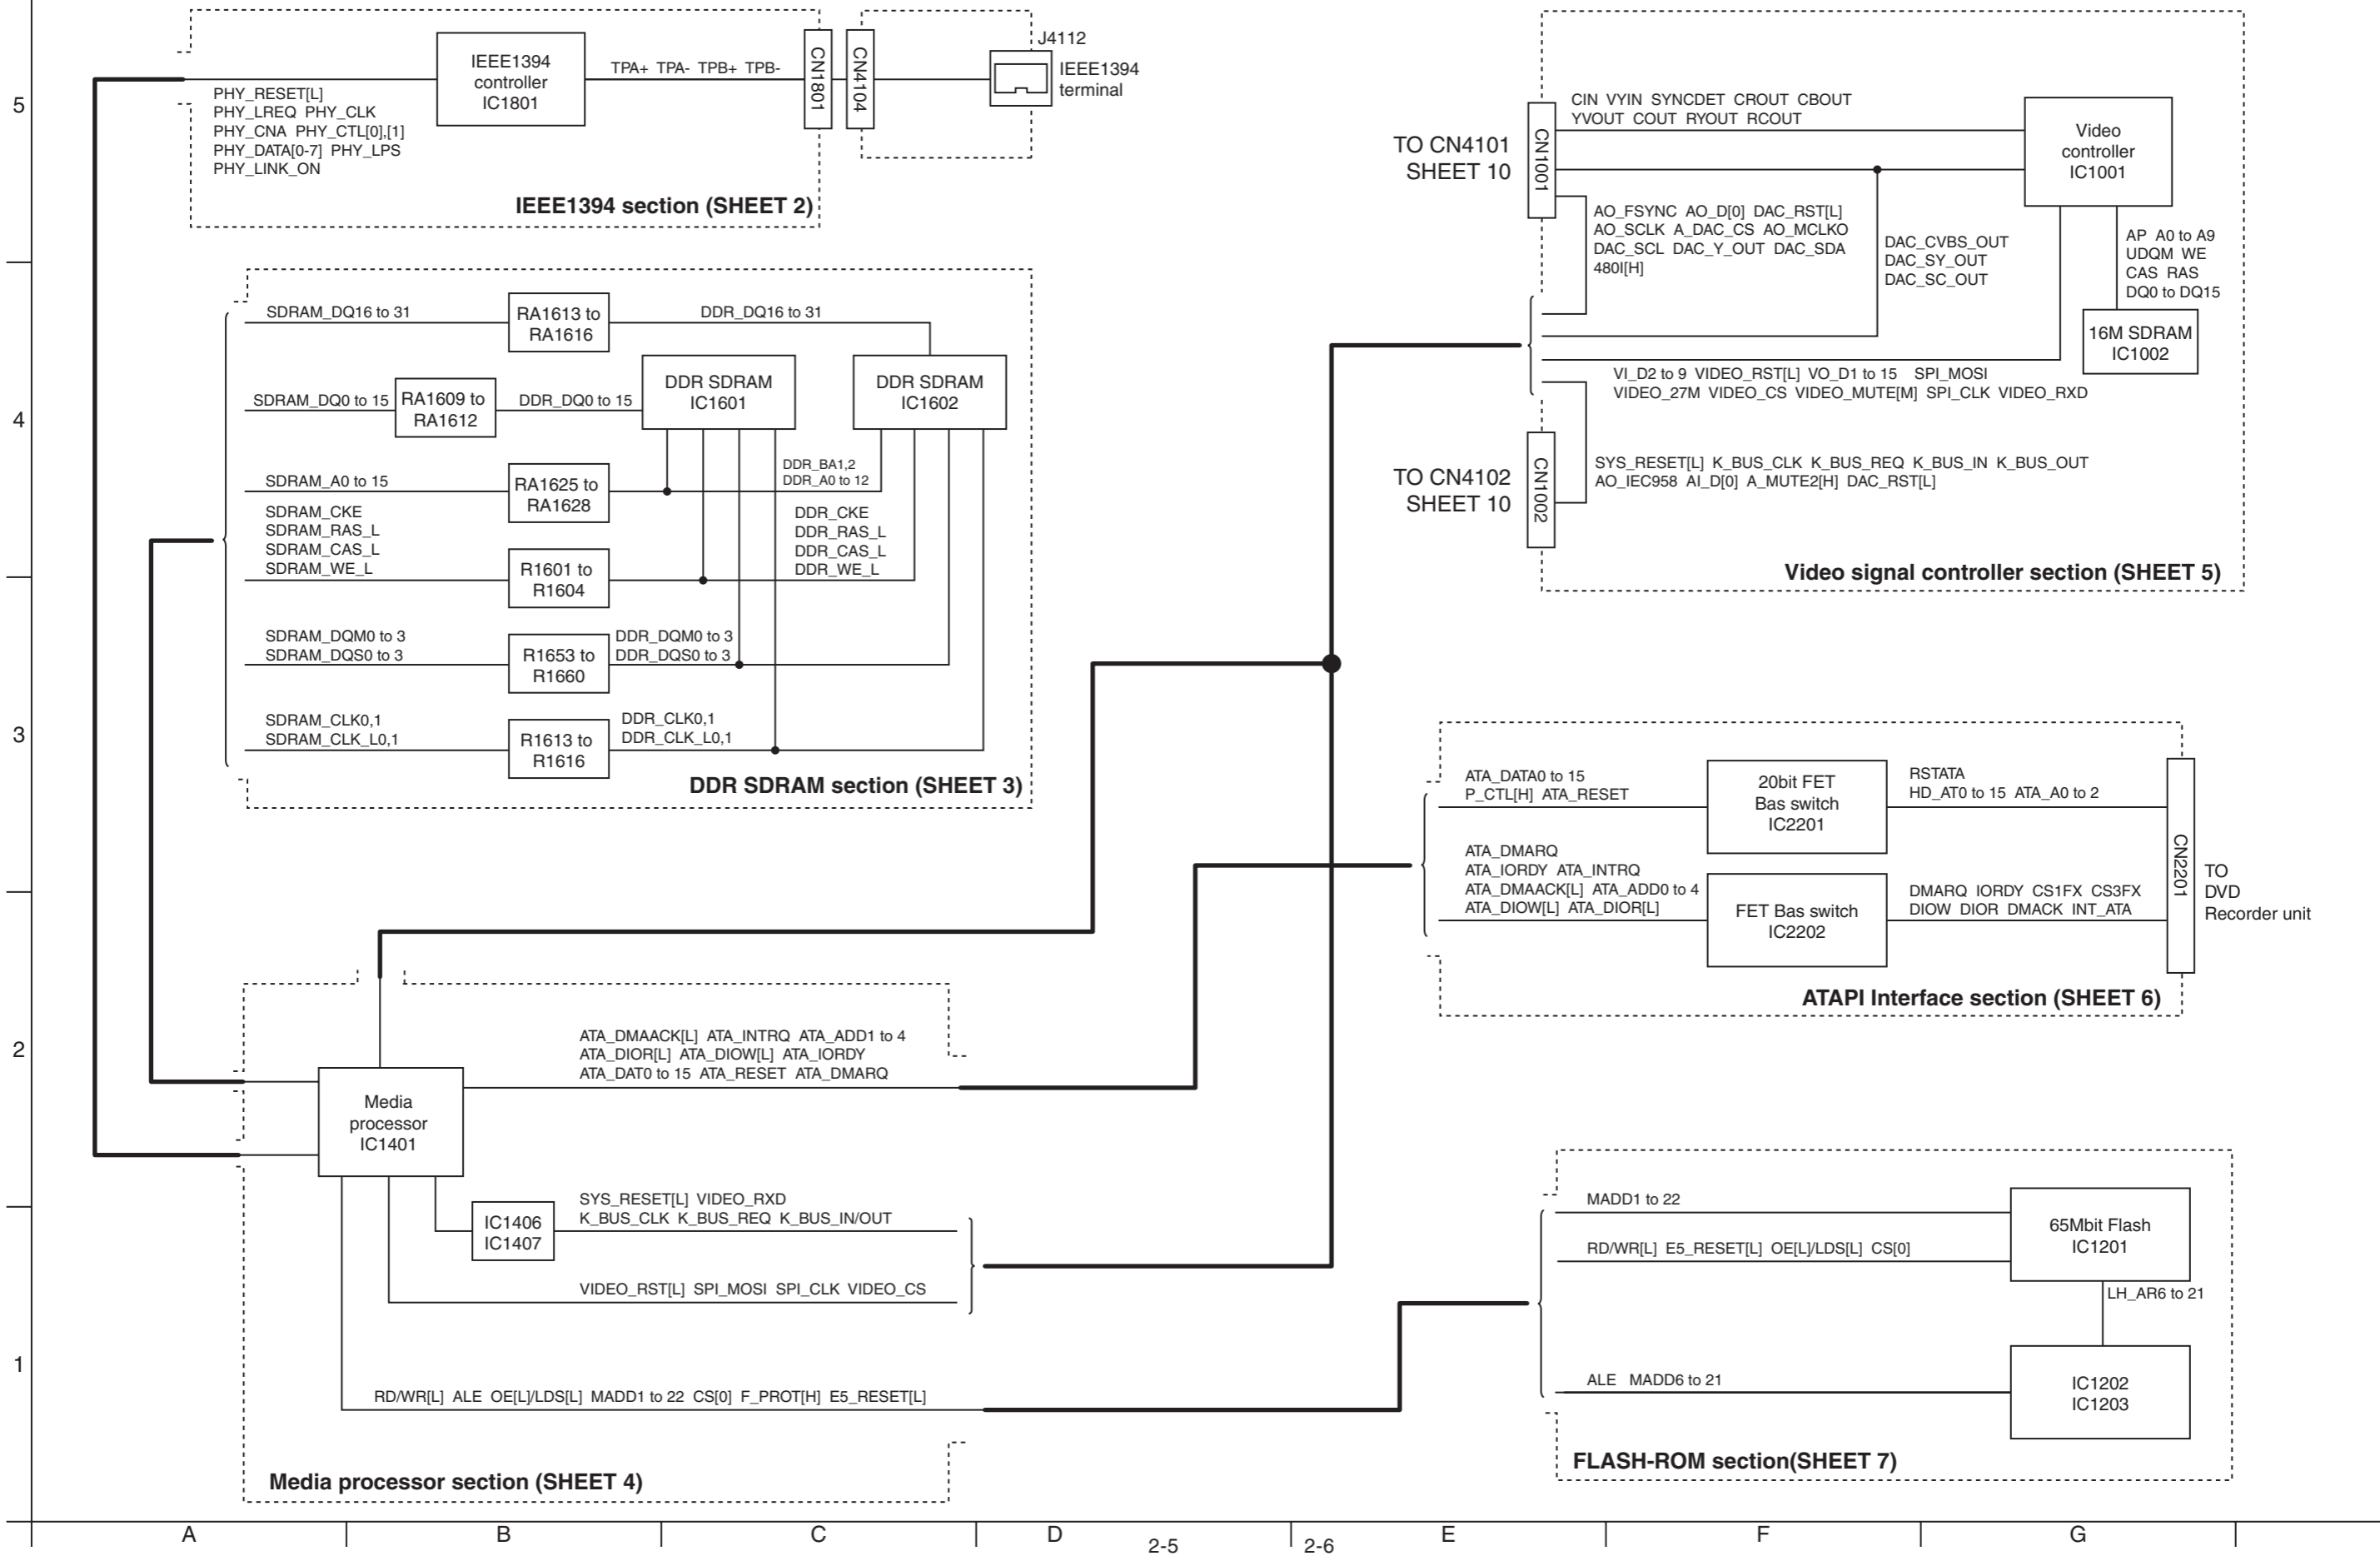 5
4
3
2
1
IEEE1394
controller
IC1801
TPA+ TPA- TPB+ TPB-
CN1801
CN4104
J4112
IEEE1394
terminal
PHY_RESET[L]
PHY_LREQ PHY_CLK
PHY_CNA PHY_CTL[0],[1]
PHY_DATA[0-7] PHY_LPS
PHY_LINK_ON
IEEE1394 section (SHEET 2)
SDRAM_DQ16 to 31
RA1613 to
RA1616
DDR_DQ16 to 31
SDRAM_DQ0 to 15
RA1609 to
RA1612
DDR_DQ0 to 15
DDR SDRAM
IC1601
DDR SDRAM
IC1602
SDRAM_A0 to 15
RA1625 to
RA1628
DDR_BA1,2
DDR_A0 to 12
SDRAM_CKE
SDRAM_RAS_L
SDRAM_CAS_L
SDRAM_WE_L
R1601 to
R1604
DDR_CKE
DDR_RAS_L
DDR_CAS_L
DDR_WE_L
SDRAM_DQM0 to 3
SDRAM_DQS0 to 3
R1653 to
R1660
DDR_DQM0 to 3
DDR_DQS0 to 3
SDRAM_CLK0,1
SDRAM_CLK_L0,1
R1613 to
R1616
DDR_CLK0,1
DDR_CLK_L0,1
DDR SDRAM section (SHEET 3)
Media
processor
IC1401
ATA_DMAACK[L] ATA_INTRQ ATA_ADD1 to 4
ATA_DIOR[L] ATA_DIOW[L] ATA_IORDY
ATA_DAT0 to 15 ATA_RESET ATA_DMARQ
IC1406
IC1407
SYS_RESET[L] VIDEO_RXD
K_BUS_CLK K_BUS_REQ K_BUS_IN/OUT
VIDEO_RST[L] SPI_MOSI SPI_CLK VIDEO_CS
RD/WR[L] ALE OE[L]/LDS[L] MADD1 to 22 CS[0] F_PROT[H] E5_RESET[L]
Media processor section (SHEET 4)
TO CN4101
SHEET 10
CN1001
CIN VYIN SYNCDET CROUT CBOUT
YVOUT COUT RYOUT RCOUT
Video
controller
IC1001
AO_FSYNC AO_D[0] DAC_RST[L]
AO_SCLK A_DAC_CS AO_MCLKO
DAC_SCL DAC_Y_OUT DAC_SDA
480I[H]
DAC_CVBS_OUT
DAC_SY_OUT
DAC_SC_OUT
AP A0 to A9
UDQM WE
CAS RAS
DQ0 to DQ15
16M SDRAM
IC1002
VI_D2 to 9 VIDEO_RST[L] VO_D1 to 15 SPI_MOSI
VIDEO_27M VIDEO_CS VIDEO_MUTE[M] SPI_CLK VIDEO_RXD
TO CN4102
SHEET 10
CN1002
SYS_RESET[L] K_BUS_CLK K_BUS_REQ K_BUS_IN K_BUS_OUT
AO_IEC958 AI_D[0] A_MUTE2[H] DAC_RST[L]
Video signal controller section (SHEET 5)
ATA_DATA0 to 15
P_CTL[H] ATA_RESET
20bit FET
Bas switch
IC2201
RSTATA
HD_AT0 to 15 ATA_A0 to 2
ATA_DMARQ
ATA_IORDY ATA_INTRQ
ATA_DMAACK[L] ATA_ADD0 to 4
ATA_DIOW[L] ATA_DIOR[L]
FET Bas switch
IC2202
DMARQ IORDY CS1FX CS3FX
DIOW DIOR DMACK INT_ATA
CN2201
TO
DVD
Recorder unit
ATAPI Interface section (SHEET 6)
MADD1 to 22
RD/WR[L] E5_RESET[L] OE[L]/LDS[L] CS[0]
65Mbit Flash
IC1201
LH_AR6 to 21
ALE MADD6 to 21
IC1202
IC1203
FLASH-ROM section(SHEET 7)
A B C D E F G
2-5 2-6